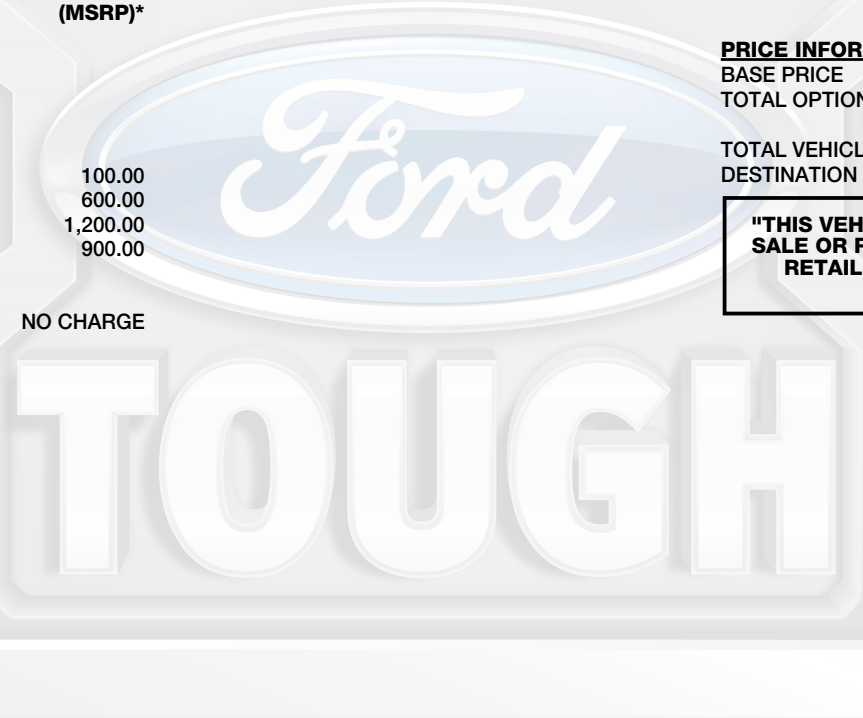 (MSRP)*
100.00
600.00
1,200.00
900.00
NO CHARGE
PRICE INFOR
BASE PRICE
TOTAL OPTION
TOTAL VEHICL
DESTINATION
"THIS VEH
SALE OR F
RETAIL
Ford
TOUGH